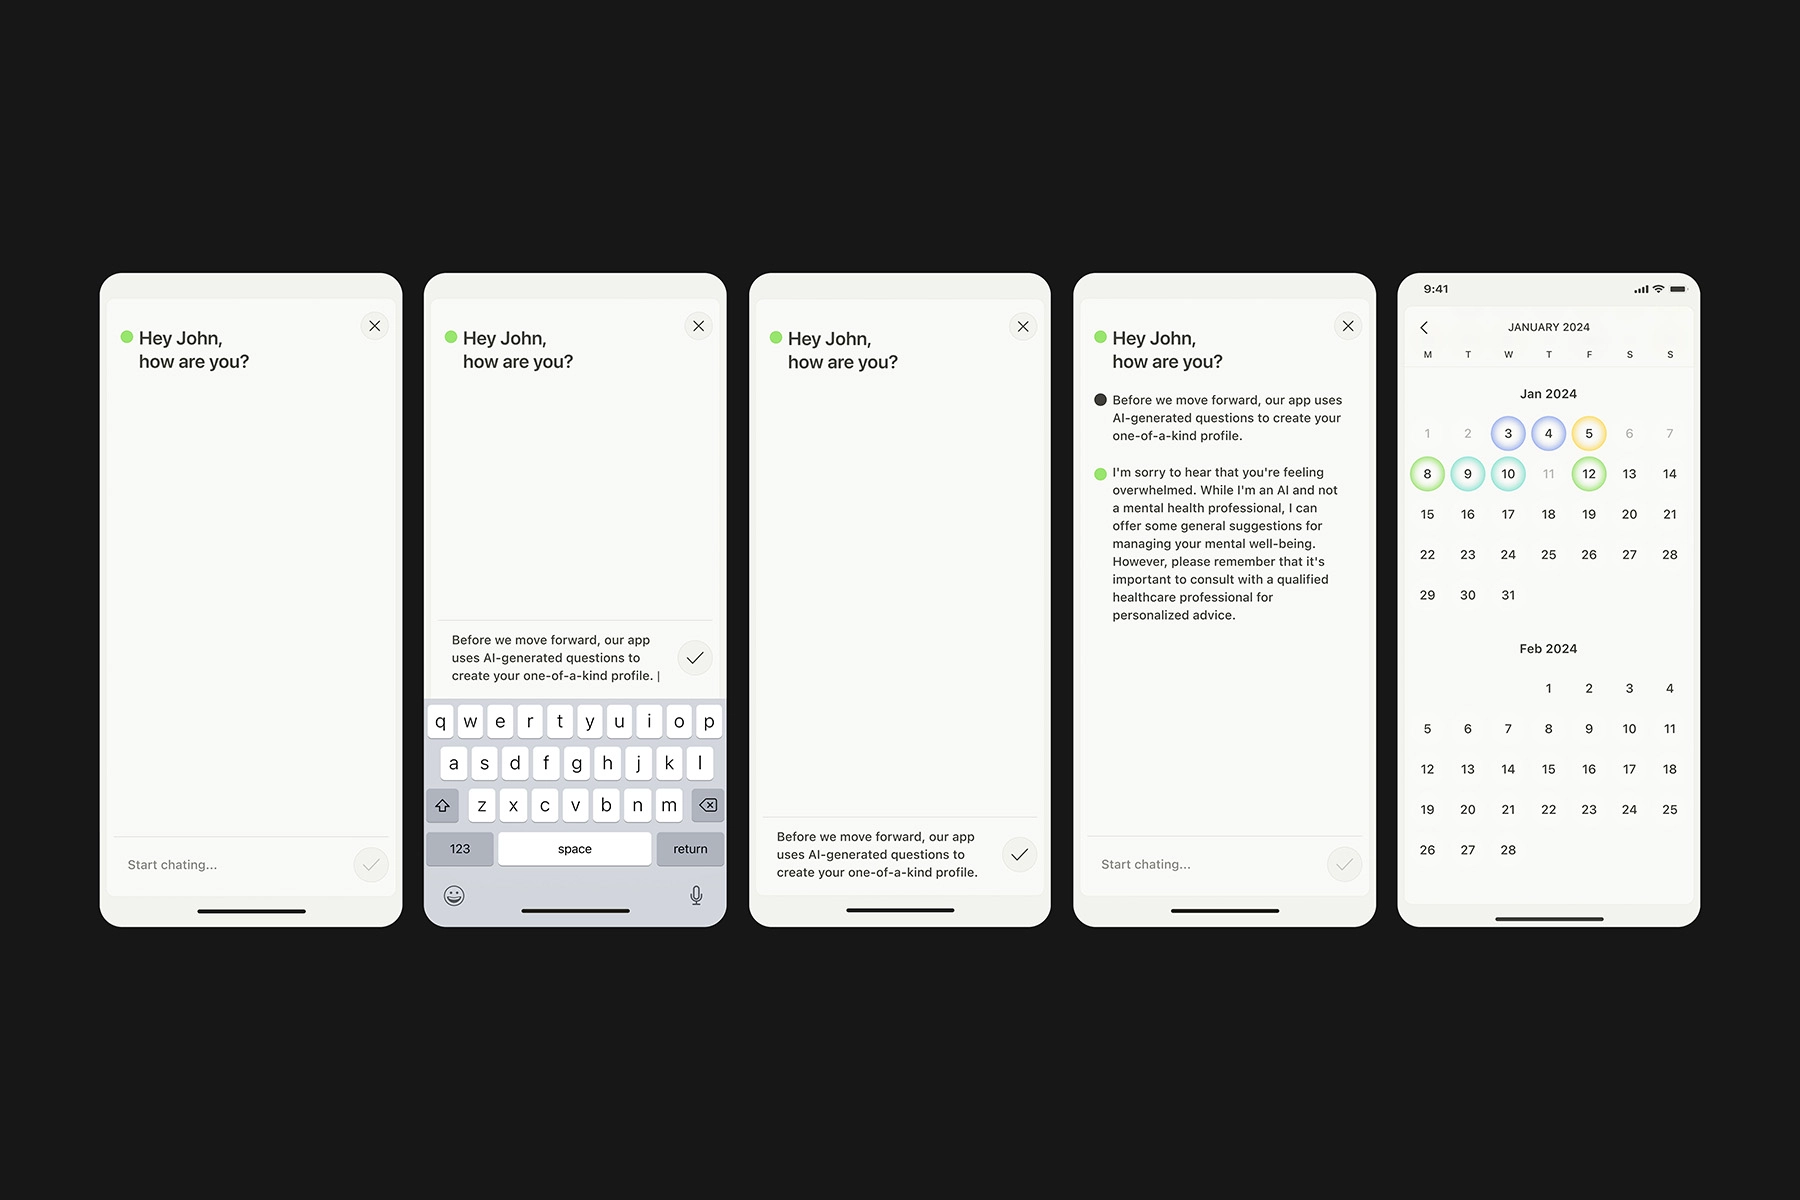 Hey John,
how are you?
Start chating...
Hey John,
how are you?
Before we move forward, our app
uses AI-generated questions to
create your one-of-a-kind profile. |
q w e r t y u i o p
a s d f g h j k l
z x c v b n m
123 space return
Hey John,
how are you?
Before we move forward, our app
uses AI-generated questions to
create your one-of-a-kind profile.
Hey John,
how are you?
Before we move forward, our app uses
AI-generated questions to create your
one-of-a-kind profile.
I'm sorry to hear that you're feeling
overwhelmed. While I'm an AI and not
a mental health professional, I can
offer some general suggestions for
managing your mental well-being.
However, please remember that it's
important to consult with a qualified
healthcare professional for
personalized advice.
Start chating...
9:41
JANUARY 2024
M T W T F S S
Jan 2024
1 2 3 4 5 6 7
8 9 10 11 12 13 14
15 16 17 18 19 20 21
22 23 24 25 26 27 28
29 30 31
Feb 2024
1 2 3 4
5 6 7 8 9 10 11
12 13 14 15 16 17 18
19 20 21 22 23 24 25
26 27 28